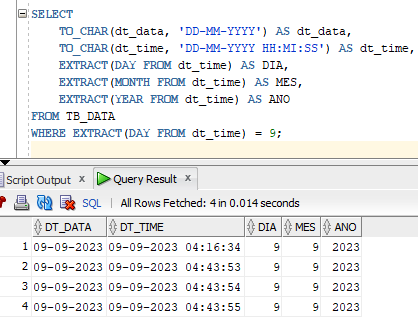 SELECT
TO_CHAR(dt_data, 'DD-MM-YYYY') AS dt_data,
TO_CHAR(dt_time, 'DD-MM-YYYY HH:MI:SS') AS dt_time,
EXTRACT(DAY FROM dt_time) AS DIA,
EXTRACT(MONTH FROM dt_time) AS MES,
EXTRACT(YEAR FROM dt_time) AS ANO
FROM TB_DATA
WHERE EXTRACT(DAY FROM dt_time) = 9;
Script Output x Query Result x
SQL | All Rows Fetched: 4 in 0.014 seconds
DT_DATA DT_TIME DIA MES ANO
1 09-09-2023 09-09-2023 04:16:34 9 9 2023
2 09-09-2023 09-09-2023 04:43:53 9 9 2023
3 09-09-2023 09-09-2023 04:43:54 9 9 2023
4 09-09-2023 09-09-2023 04:43:55 9 9 2023